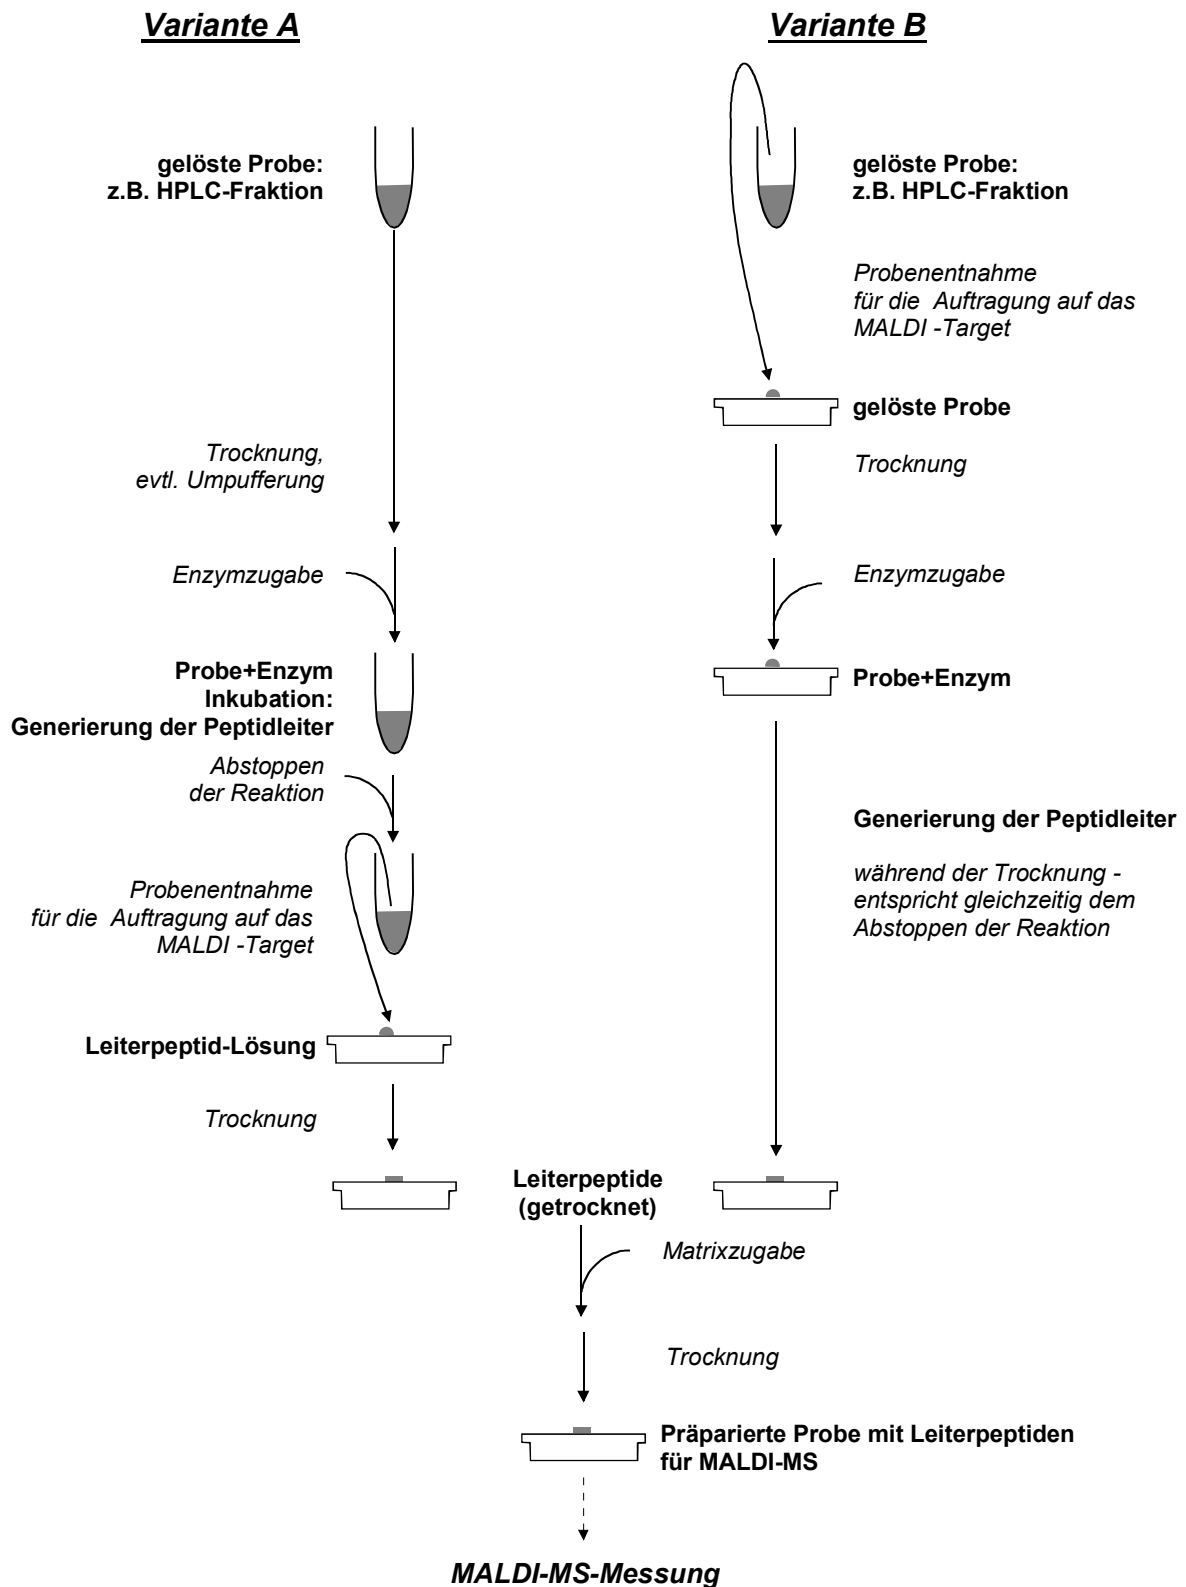 Variante A
gelöste Probe:
z.B. HPLC-Fraktion
Trocknung,
evtl. Umpufferung
Enzymzugabe
Probe+Enzym
Inkubation:
Generierung der Peptidleiter
Abstoppen
der Reaktion
Probenentnahme
für die Auftragung auf das
MALDI -Target
Leiterpeptid-Lösung
Trocknung
Variante B
gelöste Probe:
z.B. HPLC-Fraktion
Probenentnahme
für die Auftragung auf das
MALDI -Target
gelöste Probe
Trocknung
Enzymzugabe
Probe+Enzym
Generierung der Peptidleiter
während der Trocknung -
entspricht gleichzeitig dem
Abstoppen der Reaktion
Leiterpeptide
(getrocknet)
Matrixzugabe
Trocknung
Präparierte Probe mit Leiterpeptiden
für MALDI-MS
MALDI-MS-Messung